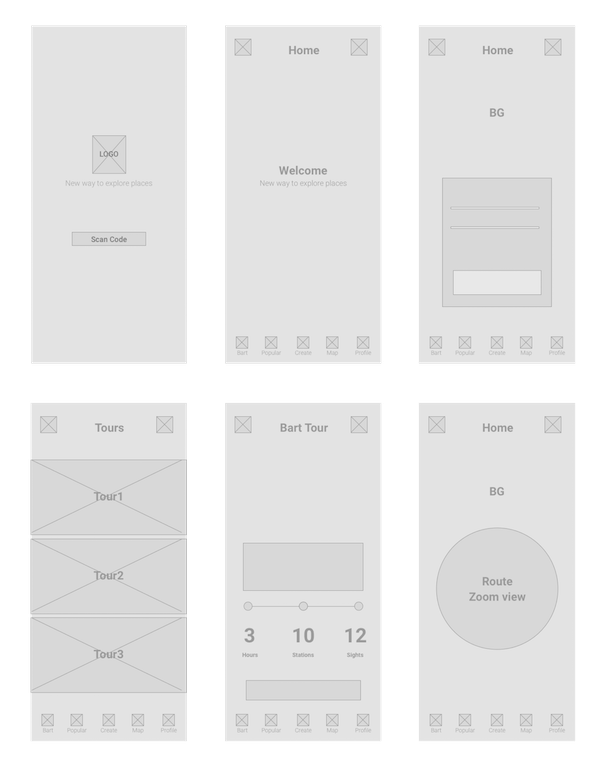 LOGO
New way to explore places
Scan Code
Home
Welcome
New way to explore places
Bart Popular Create Map Profile
Home
BG
Bart Popular Create Map Profile
Tours
Tour1
Tour2
Tour3
Bart Popular Create Map Profile
Bart Tour
3 10 12
Hours Stations Sights
Bart Popular Create Map Profile
Home
BG
Route
Zoom view
Bart Popular Create Map Profile